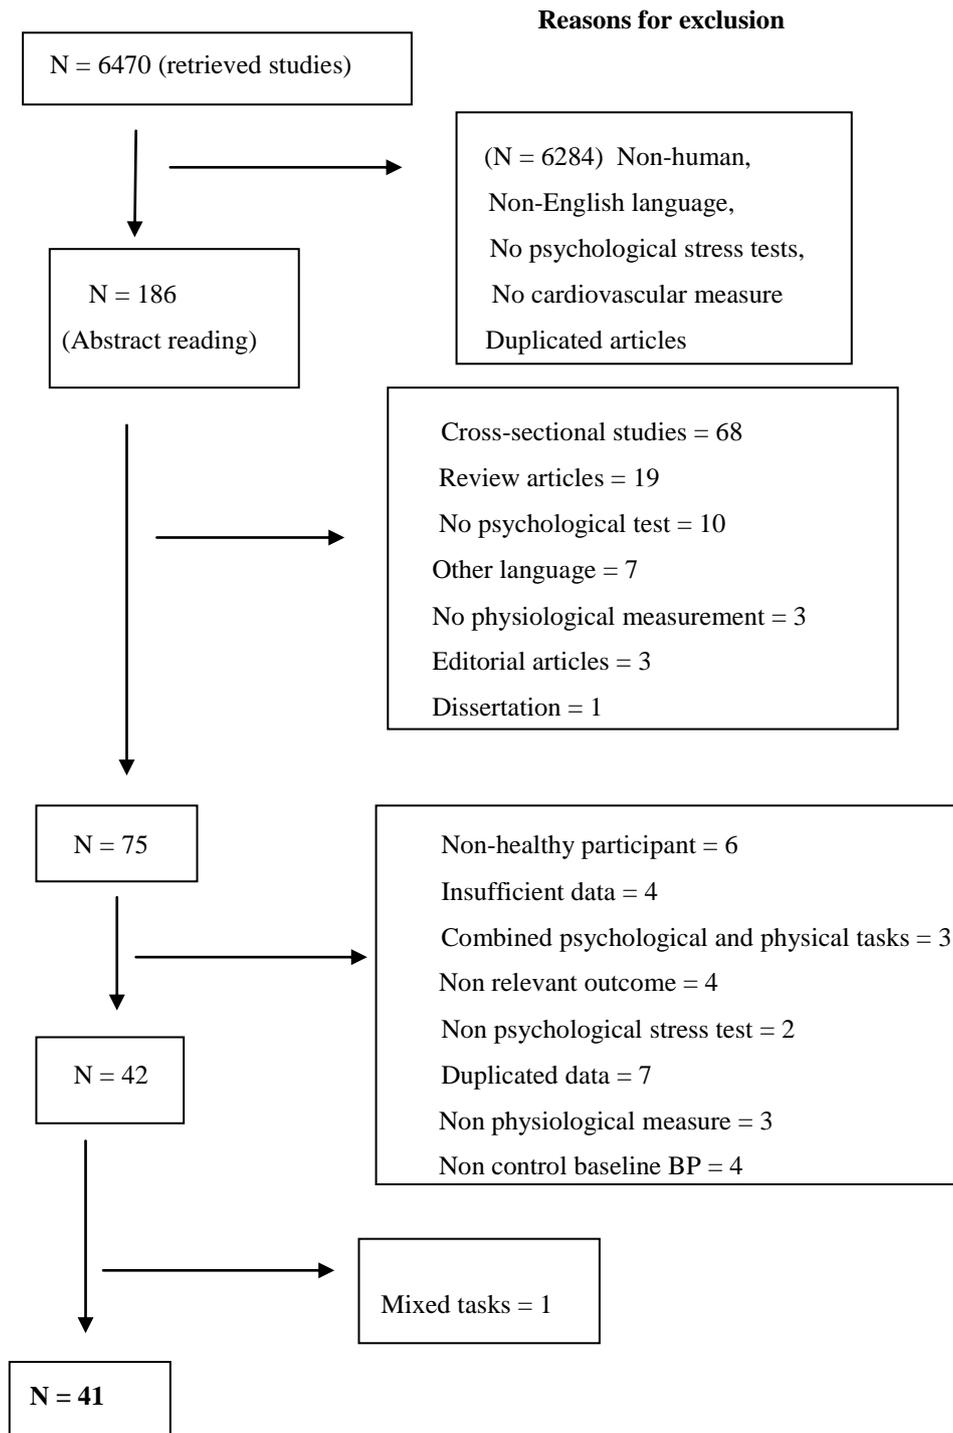 Reasons for exclusion
N = 6470 (retrieved studies)
(N = 6284)  Non-human,
Non-English language,
No psychological stress tests,
No cardiovascular measure
Duplicated articles
N = 186
(Abstract reading)
Cross-sectional studies = 68
Review articles = 19
No psychological test = 10
Other language = 7
No physiological measurement = 3
Editorial articles = 3
Dissertation = 1
N = 75
Non-healthy participant = 6
Insufficient data = 4
Combined psychological and physical tasks = 3
Non relevant outcome = 4
Non psychological stress test = 2
Duplicated data = 7
Non physiological measure = 3
Non control baseline BP = 4
N = 42
Mixed tasks = 1
N = 41